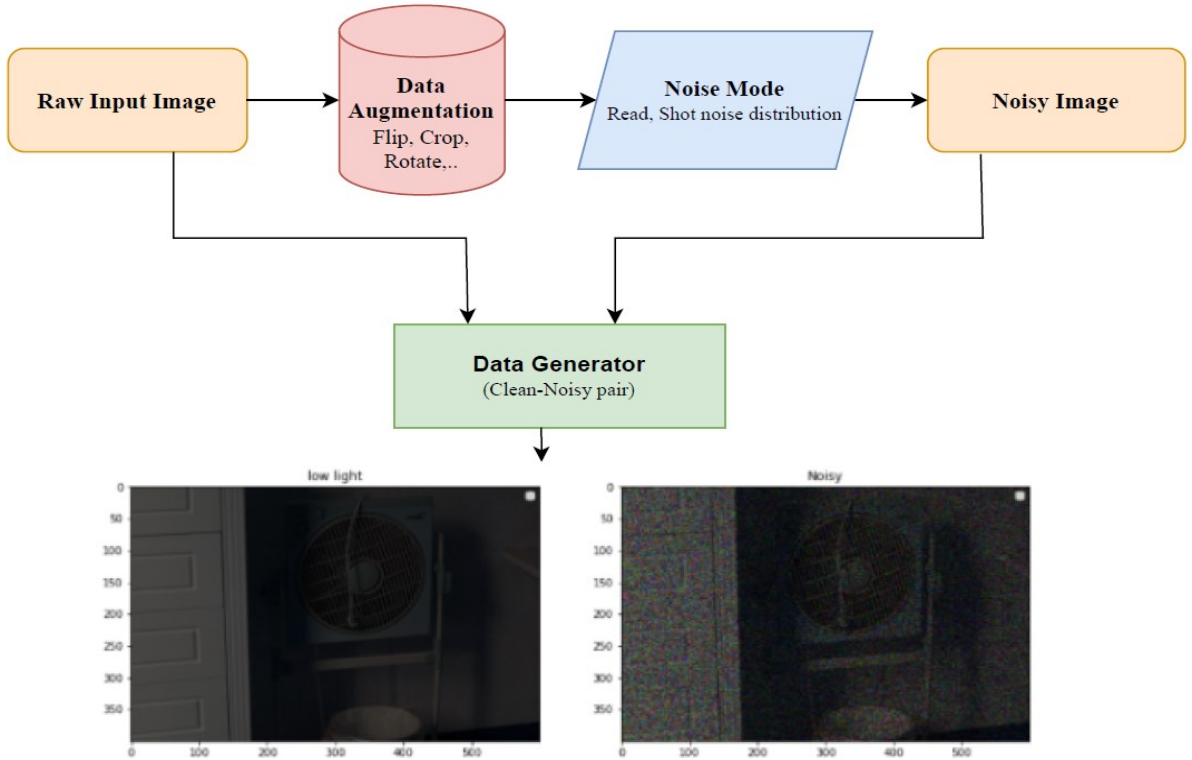 Raw Input Image
Data
Augmentation
Flip, Crop,
Rotate,..
Noise Mode
Read, Shot noise distribution
Noisy Image
Data Generator
(Clean-Noisy pair)
low light
0
50
100
150
200
250
300
350
0
100
200
300
400
500
Noisy
0
50
100
150
200
250
300
350
0
100
200
300
400
500